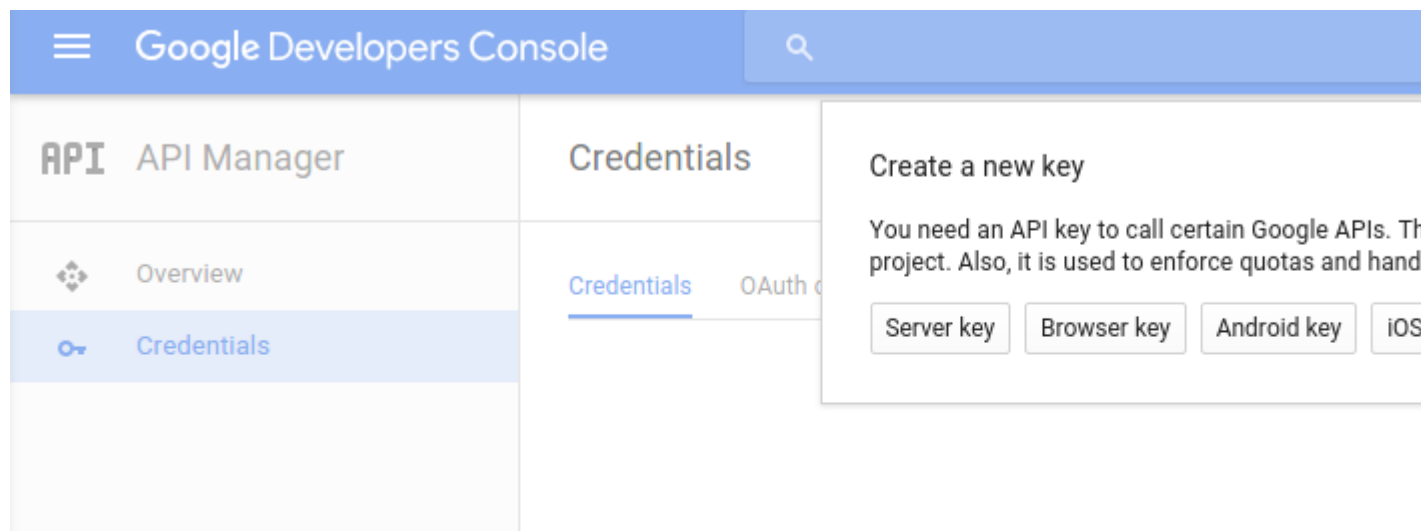 Google Developers Console
API API Manager
Credentials
Overview
Credentials
Credentials OAuth
Create a new key
You need an API key to call certain Google APIs. Th
project. Also, it is used to enforce quotas and hand
Server key Browser key Android key iOS